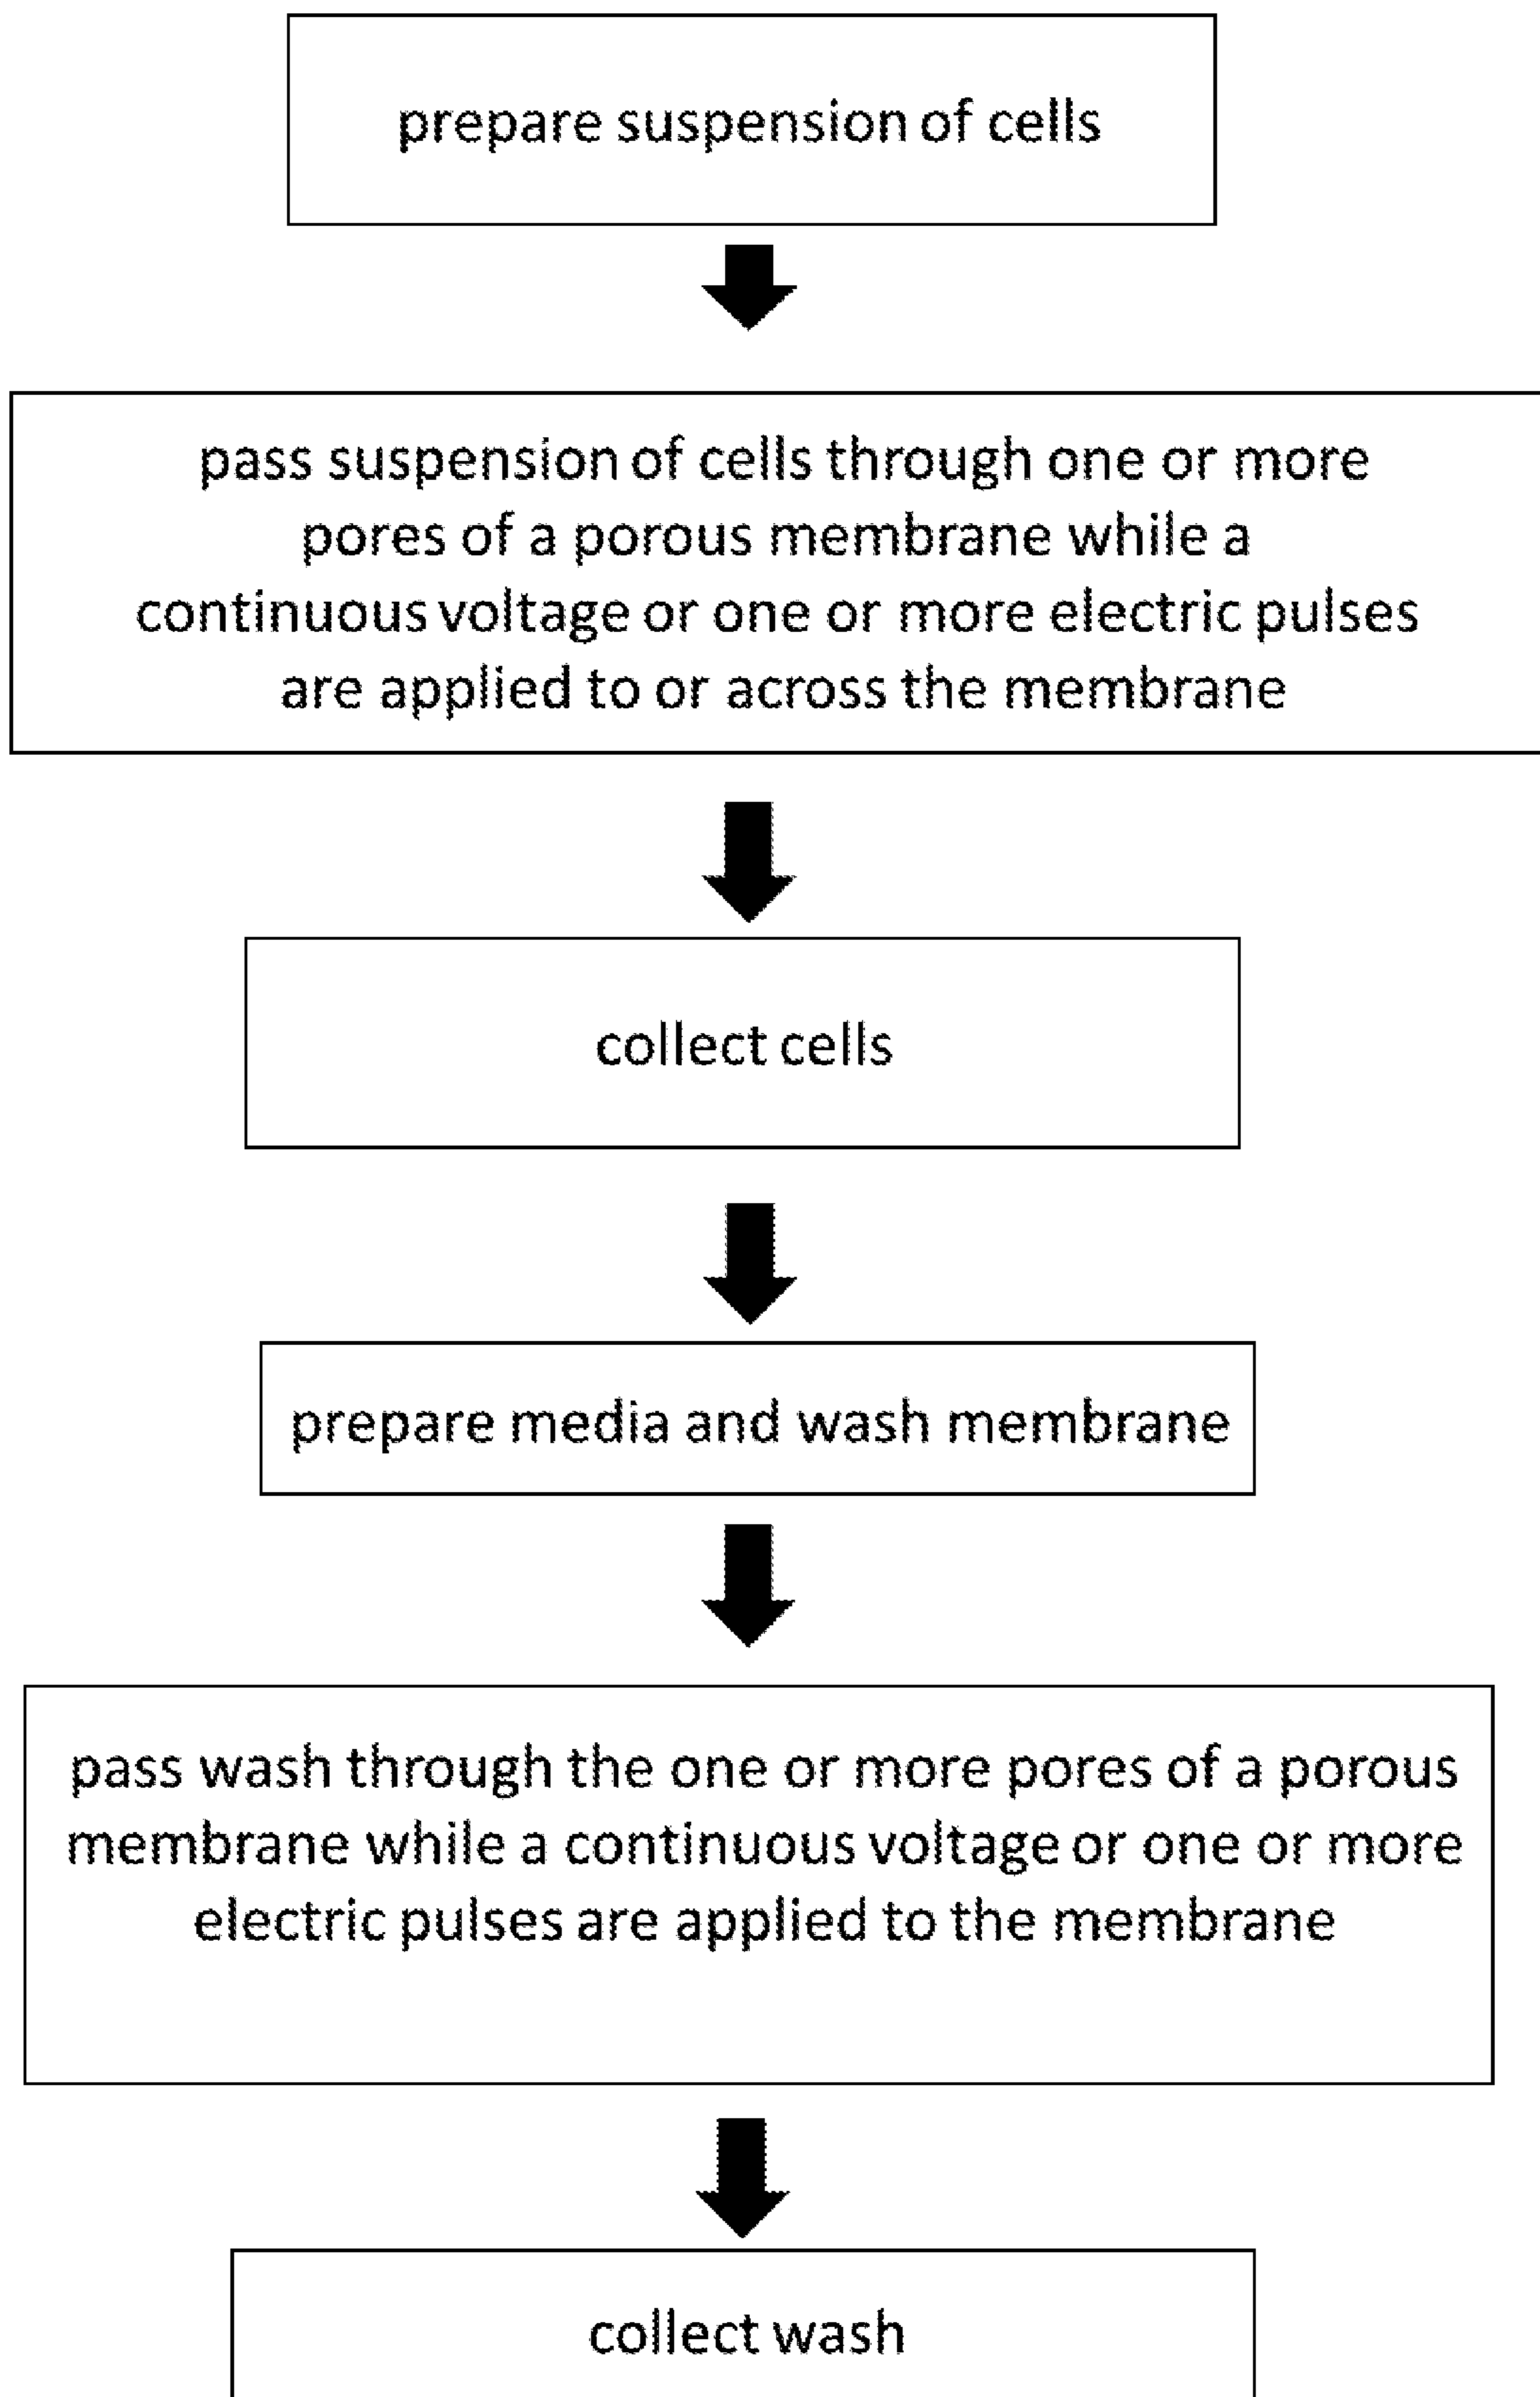 prepare suspension of cells
pass suspension of cells through one or more
pores of a porous membrane while a
continuous voltage or one or more electric pulses
are applied to or across the membrane
collect cells
prepare media and wash membrane
pass wash through the one or more pores of a porous
membrane while a continuous voltage or one or more
electric pulses are applied to the membrane
collect wash